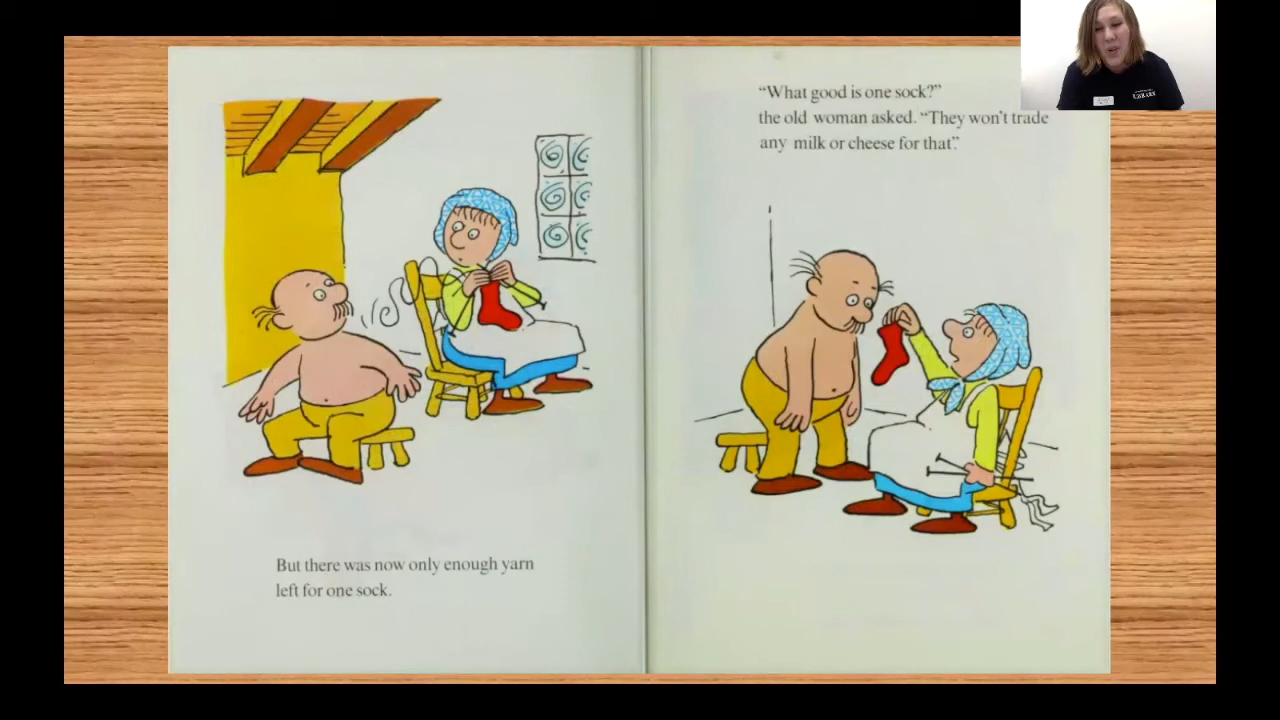 But there was now only enough yarn
left for one sock.
“What good is one sock?”
the old woman asked. “They won’t trade
any milk or cheese for that”.
LIBRARY